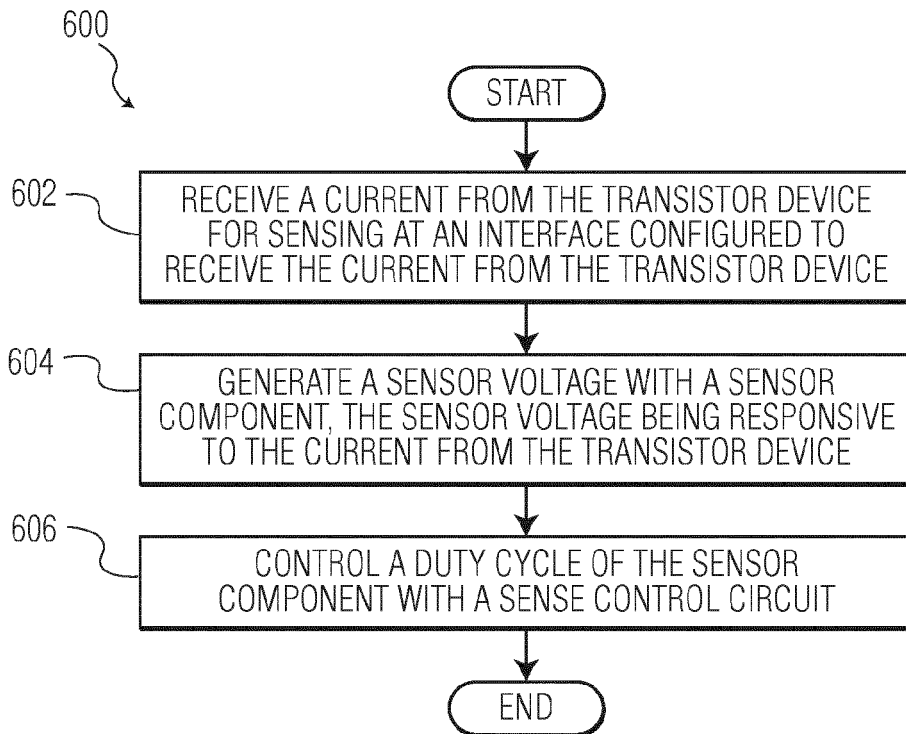 600
START
602
RECEIVE A CURRENT FROM THE TRANSISTOR DEVICE
FOR SENSING AT AN INTERFACE CONFIGURED TO
RECEIVE THE CURRENT FROM THE TRANSISTOR DEVICE
604
GENERATE A SENSOR VOLTAGE WITH A SENSOR
COMPONENT, THE SENSOR VOLTAGE BEING RESPONSIVE
TO THE CURRENT FROM THE TRANSISTOR DEVICE
606
CONTROL A DUTY CYCLE OF THE SENSOR
COMPONENT WITH A SENSE CONTROL CIRCUIT
END